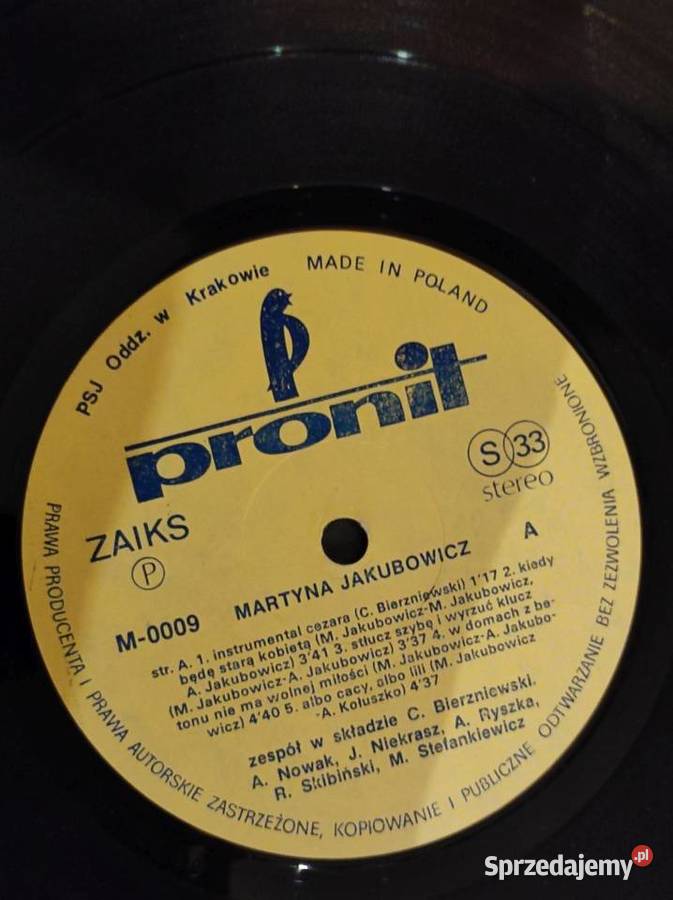 PSJ Oddz. w Krakowie
MADE IN POLAND
pronit
S 33
stereo
ZAIKS
P
A
M-0009 MARTYNA JAKUBOWICZ
str. A. 1. instrumental cezara (C. Bierzniewski) 1'17 2. kiedy
będę starą kobietą (M. Jakubowicz-M. Jakubowicz,
A. Jakubowicz) 3'41 3. stłucz szybę i wyrzuć klucz
(M. Jakubowicz-A. Jakubowicz) 3'37 4. w domach z be-
tonu nie ma wolnej miłości (M. Jakubowicz-A. Jakubo-
wicz) 4'40 5. albo cacy, albo lili (M. Jakubowicz
-A. Kołuszko) 4'37
zespół w składzie C. Bierzniewski.
A. Nowak, J. Niekrasz, A. Ryszka,
R. Skibiński, M. Stefankiewicz
PRAWA PRODUCENTA I PRAWA AUTORSKIE ZASTRZEŻONE, KOPIOWANIE I PUBLICZNE ODTWARZANIE BEZ ZEZWOLENIA WZBRONIONE
Sprzedajemy.pl